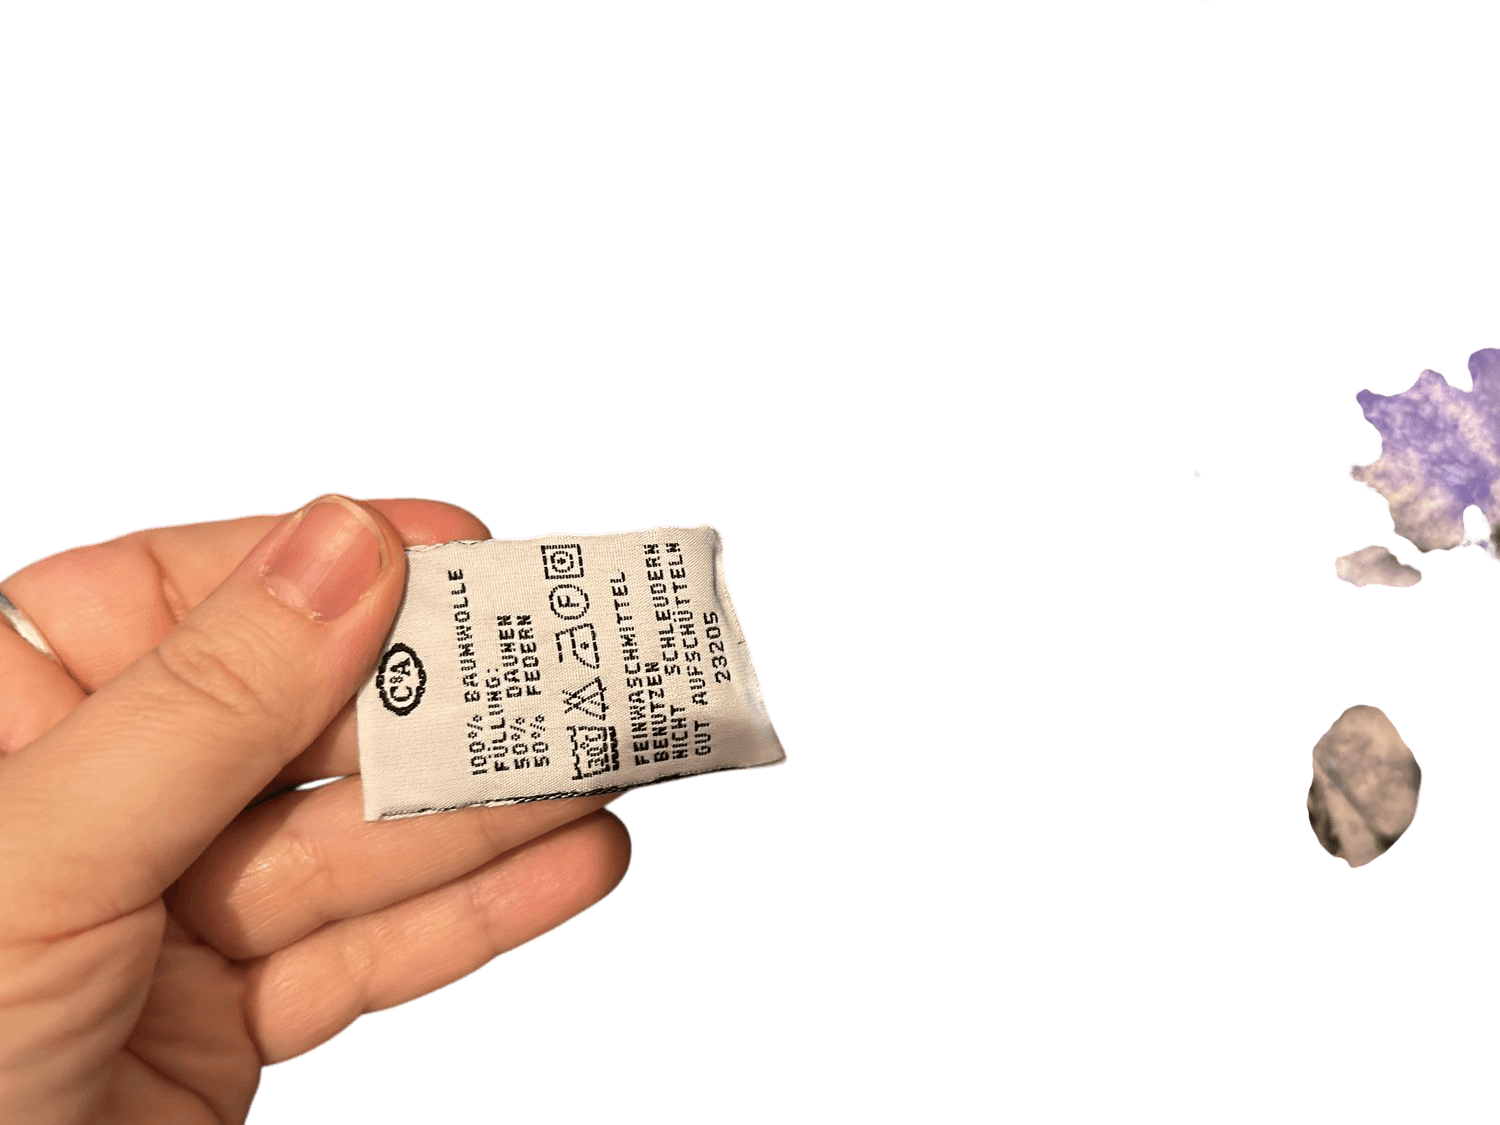 C&A
100% BAUMWOLLE
FÜLLUNG:
50% DAUNEN
50% FEDERN
30°
F
FEINWASCHMITTEL
BENUTZEN
NICHT SCHLEUDERN
GUT AUFSCHÜTTELN
23205